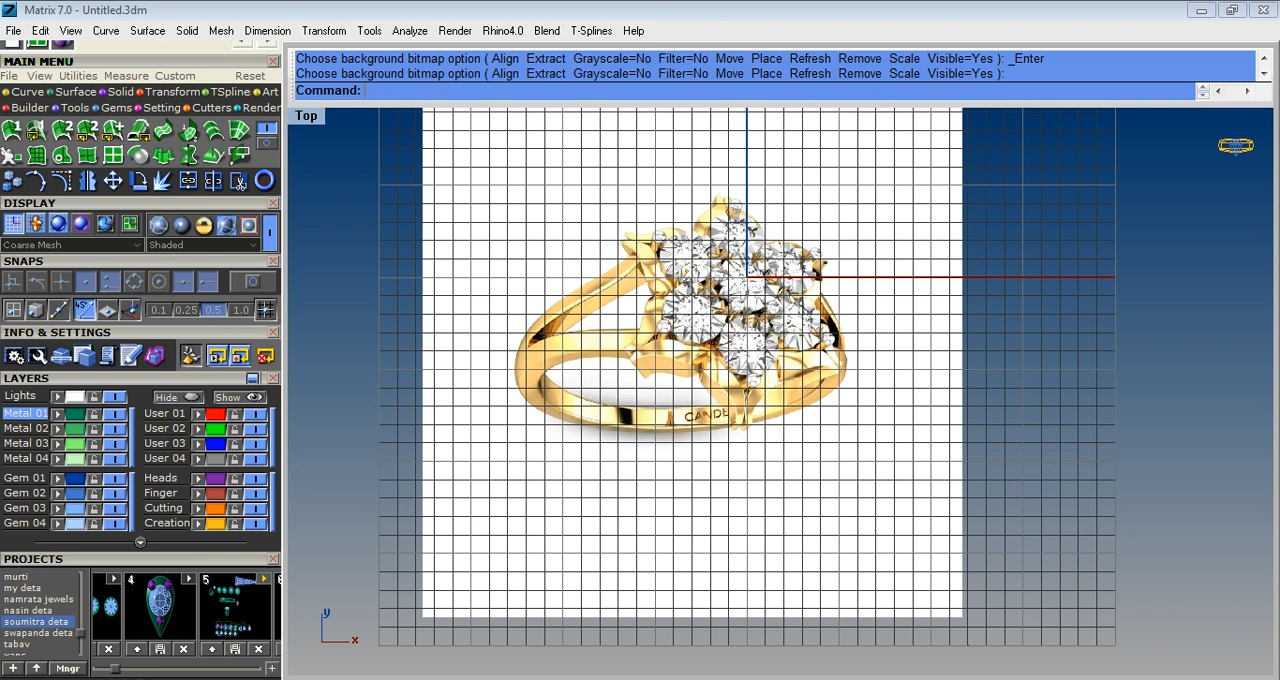 Matrix 7.0 - Untitled.3dm
File Edit View Curve Surface Solid Mesh Dimension Transform Tools Analyze Render Rhino4.0 Blend T-Splines Help
MAIN MENU
File View Utilities Measure Custom Reset
Curve Surface Solid Transform TSpline Art
Builder Tools Gems Setting Cutters Render
DISPLAY
Coarse Mesh Shaded
SNAPS
0.1 0.25 0.5 1.0
INFO & SETTINGS
LAYERS
Lights Hide Show
Metal 01 User 01
Metal 02 User 02
Metal 03 User 03
Metal 04 User 04
Gem 01 Heads
Gem 02 Finger
Gem 03 Cutting
Gem 04 Creation
PROJECTS
murti
my deta
namrata jewels
nasin deta
soumitra deta
swapanda deta
tabav
4 5
Mngr
Choose background bitmap option ( Align Extract Grayscale=No Filter=No Move Place Refresh Remove Scale Visible=Yes ): _Enter
Choose background bitmap option ( Align Extract Grayscale=No Filter=No Move Place Refresh Remove Scale Visible=Yes ):
Command:
Top
CANDE
y
x